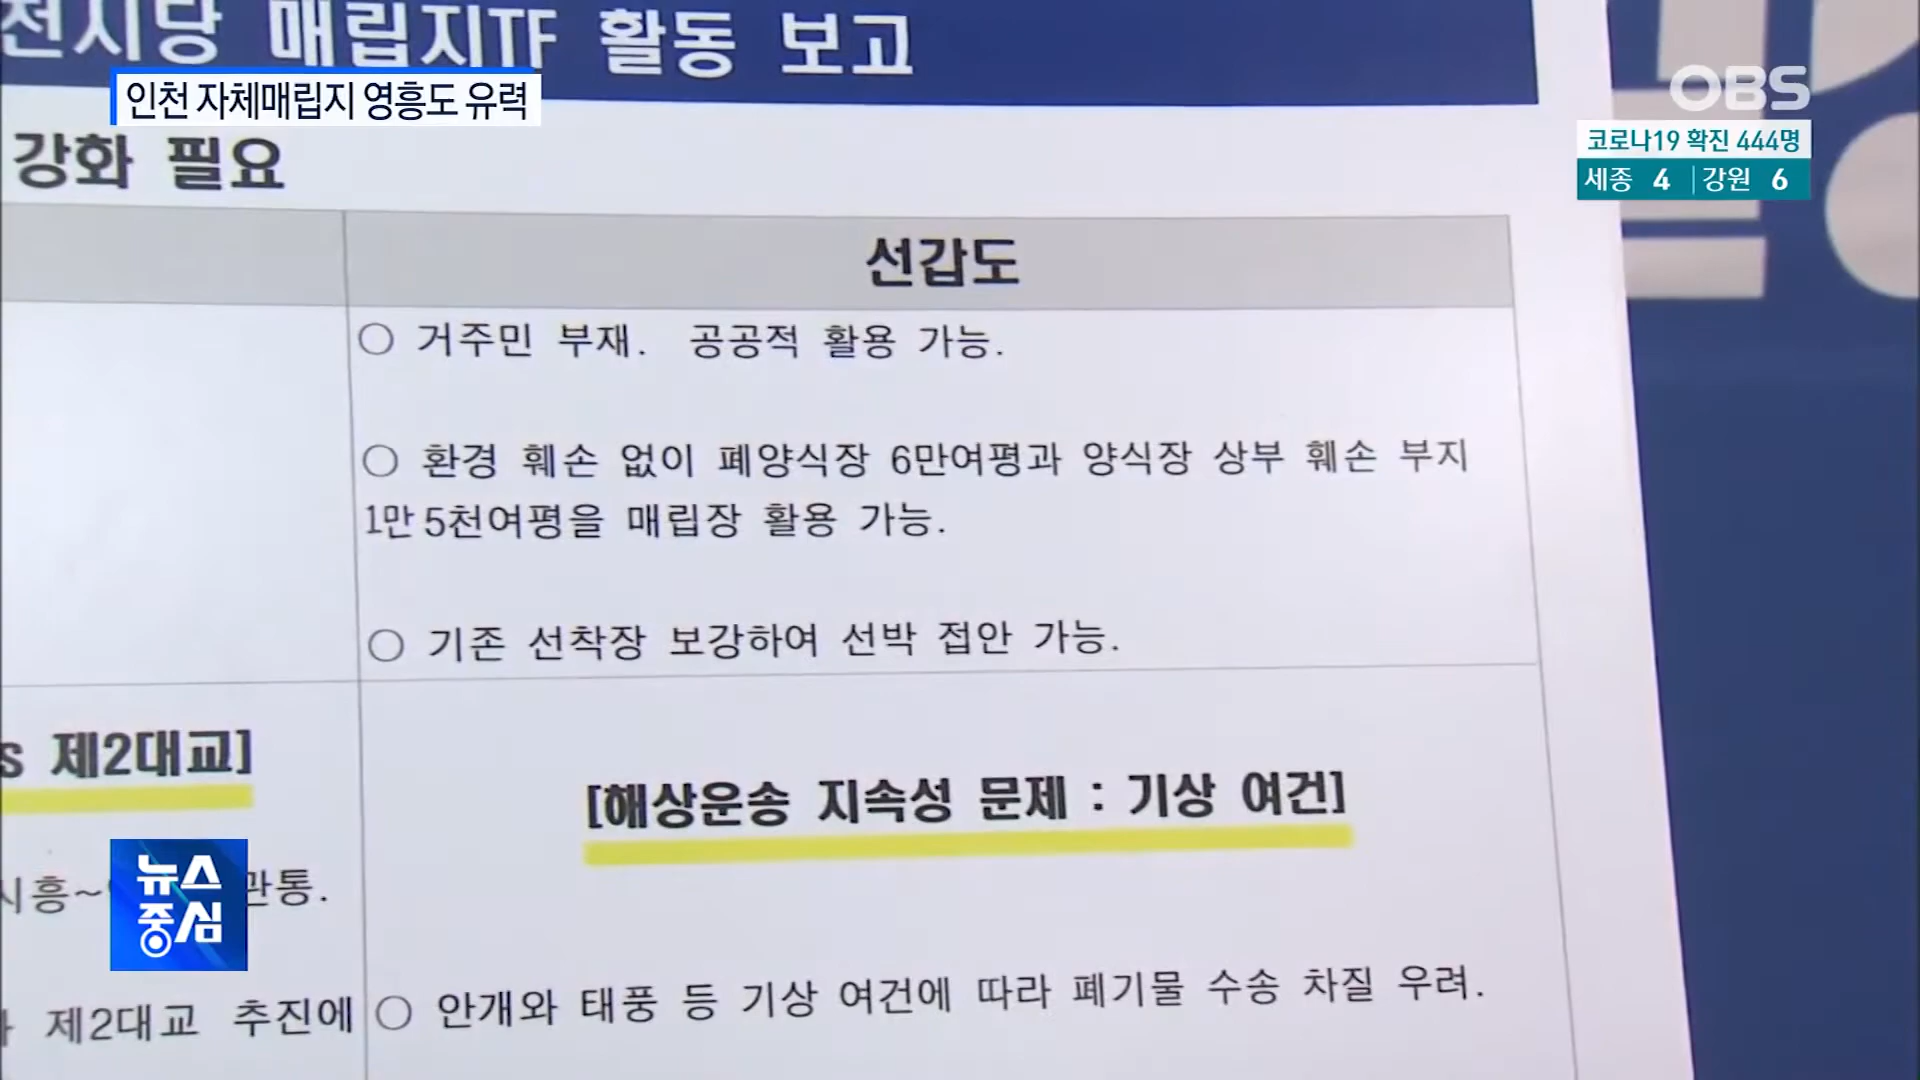 전시당 매립지TF 활동 보고
인천 자체매립지 영흥도 유력
OBS
코로나19 확진 444명
세종 4 강원 6
강화 필요
선갑도
○ 거주민 부재. 공공적 활용 가능.
○ 환경 훼손 없이 폐양식장 6만여평과 양식장 상부 훼손 부지
1만5천여평을 매립장 활용 가능.
○ 기존 선착장 보강하여 선박 접안 가능.
s 제2대교]
[해상운송 지속성 문제 : 기상 여건]
시흥~ 관통.
뉴스
중심
제2대교 추진에
○ 안개와 태풍 등 기상 여건에 따라 폐기물 수송 차질 우려.